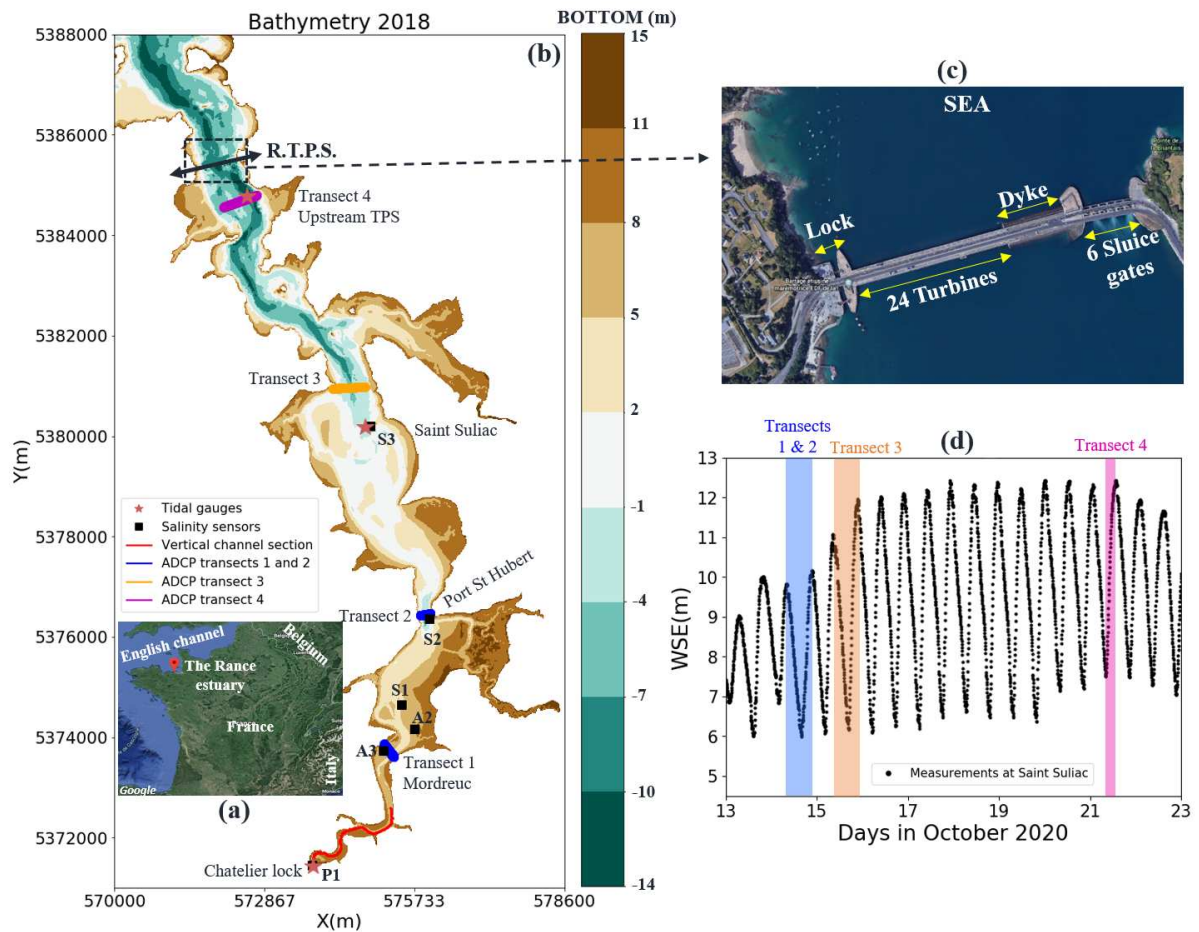 Bathymetry 2018
BOTTOM (m)
(b)
5388000
5386000
5384000
5382000
5380000
5378000
5376000
5374000
5372000
Y(m)
570000
572867
575733
578600
X(m)
R.T.P.S.
Transect 4
Upstream TPS
Transect 3
S3
Saint Suliac
Tidal gauges
Salinity sensors
Vertical channel section
ADCP transects 1 and 2
ADCP transect 3
ADCP transect 4
Port St Hubert
Transect 2
S2
S1
A2
A3
Transect 1
Mordreuc
Chatelier lock
P1
English channel
Belgium
The Rance
estuary
France
Italy
Google
(a)
15
11
8
5
2
-1
-4
-7
-10
-14
(c)
SEA
Lock
Dyke
24 Turbines
6 Sluice
gates
Transects
1 & 2
Transect 3
(d)
Transect 4
13
12
11
10
9
8
7
6
5
WSE(m)
Measurements at Saint Suliac
13
15
17
19
21
23
Days in October 2020